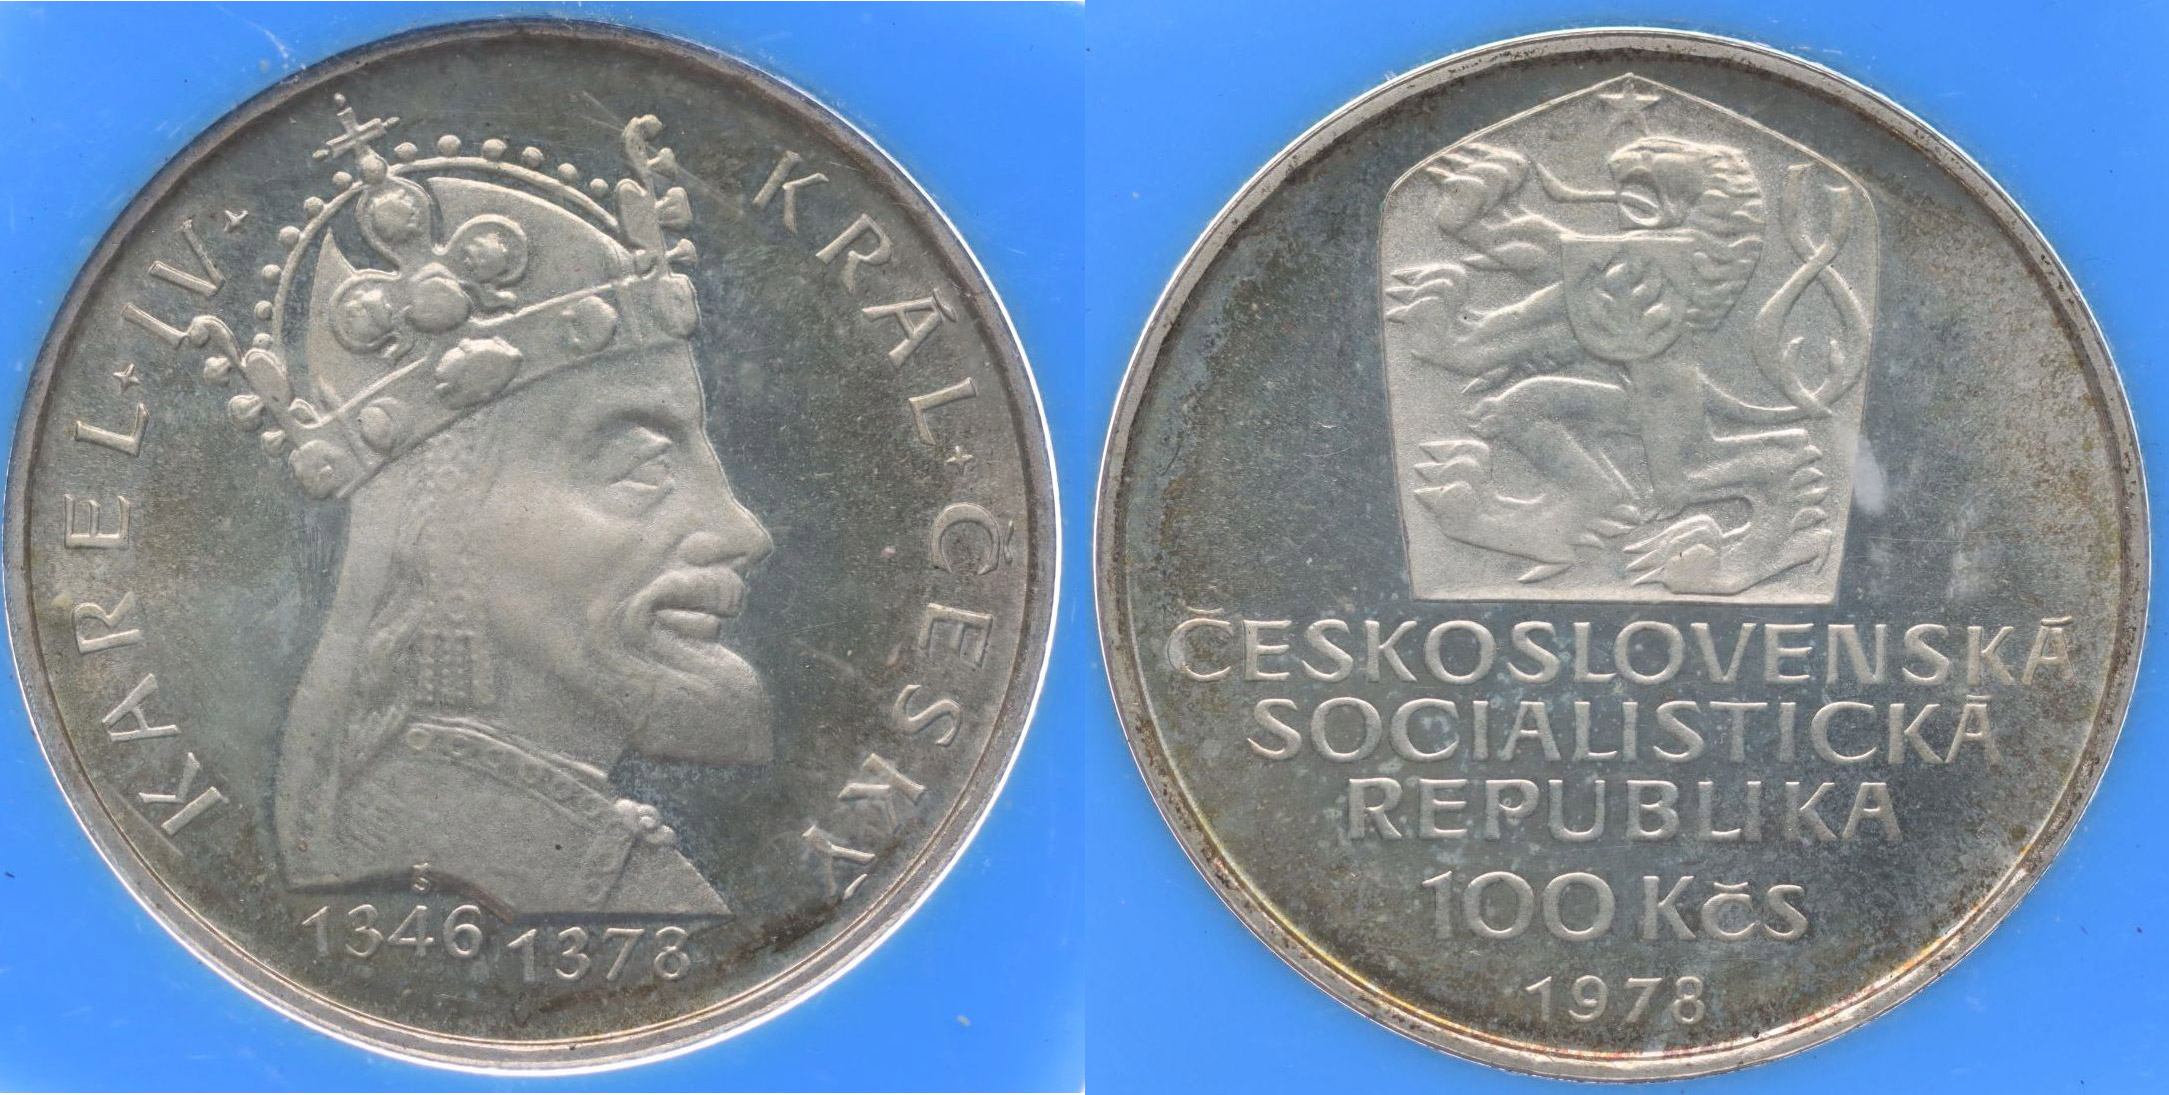 KAREL · IV · KRÁL · ČESKÝ
Š
1346 1378
ČESKOSLOVENSKÁ
SOCIALISTICKÁ
REPUBLIKA
100 Kčs
1978